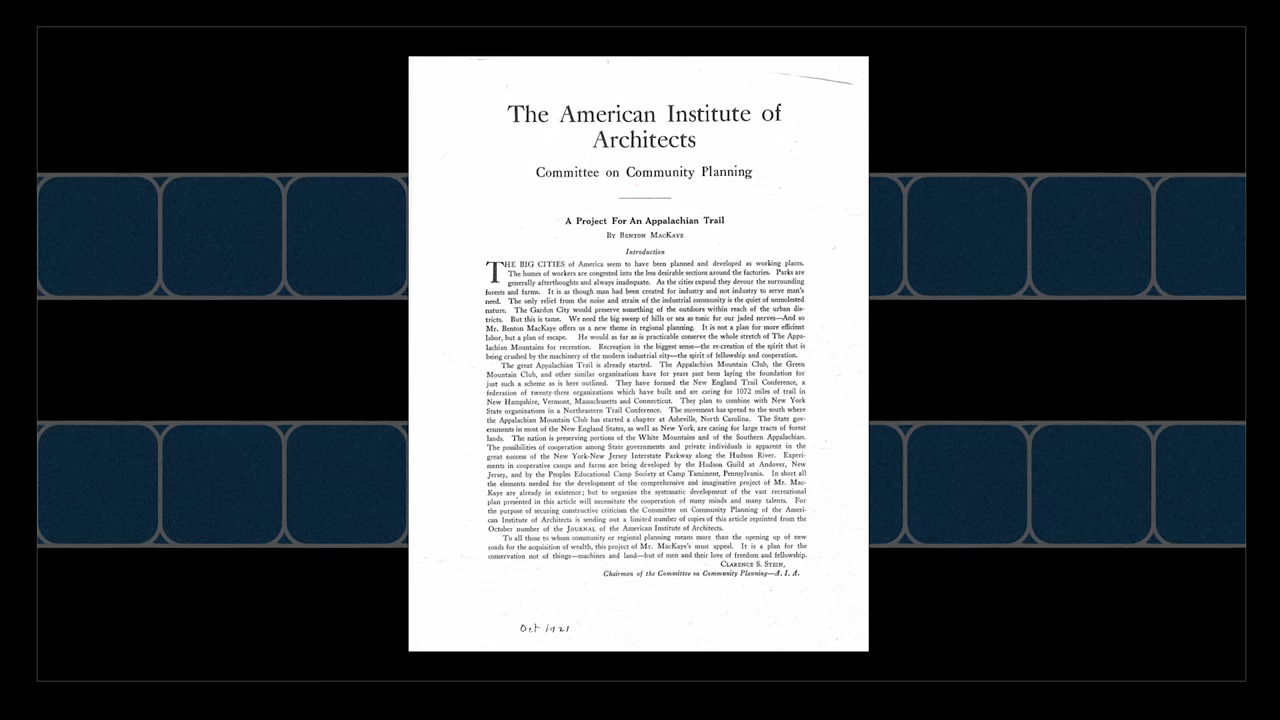 The American Institute of
Architects
Committee on Community Planning
A Project For An Appalachian Trail
By Benton MacKaye
Introduction
THE BIG CITIES of America seem to have been planned and developed as working places.
The homes of workers are congested into the less desirable sections around the factories. Parks are
generally afterthoughts and always inadequate. As the cities expand they devour the surrounding
forests and farms. It is as though man had been created for industry and not industry to serve man's
need. The only relief from the noise and strain of the industrial community is the quiet of unmolested
nature. The Garden City would preserve something of the outdoors within reach of the urban dis-
tricts. But this is tame. We need the big sweep of hills or sea as tonic for our jaded nerves—And so
Mr. Benton MacKaye offers us a new theme in regional planning. It is not a plan for more efficient
labor, but a plan of escape. He would as far as is practicable conserve the whole stretch of The Appa-
lachian Mountains for recreation. Recreation in the biggest sense—the re-creation of the spirit that is
being crushed by the machinery of the modern industrial city—the spirit of fellowship and cooperation.
The great Appalachian Trail is already started. The Appalachian Mountain Club, the Green
Mountain Club, and other similar organizations have for years past been laying the foundation for
just such a scheme as is here outlined. They have formed the New England Trail Conference, a
federation of twenty-three organizations which have built and are caring for 1072 miles of trail in
New Hampshire, Vermont, Massachusetts and Connecticut. They plan to combine with New York
State organizations in a Northeastern Trail Conference. The movement has spread to the south where
the Appalachian Mountain Club has started a chapter at Asheville, North Carolina. The State gov-
ernments in most of the New England States, as well as New York, are caring for large tracts of forest
lands. The nation is preserving portions of the White Mountains and of the Southern Appalachian.
The possibilities of cooperation among State governments and private individuals is apparent in the
great success of the New York-New Jersey Interstate Parkway along the Hudson River. Experi-
ments in cooperative camps and farms are being developed by the Hudson Guild at Andover, New
Jersey, and by the Peoples Educational Camp Society at Camp Tamiment, Pennsylvania. In short all
the elements needed for the development of the comprehensive and imaginative project of Mr. Mac-
Kaye are already in existence; but to organize the systematic development of the vast recreational
plan presented in this article will necessitate the cooperation of many minds and many talents. For
the purpose of securing constructive criticism the Committee on Community Planning of the Ameri-
can Institute of Architects is sending out a limited number of copies of this article reprinted from the
October number of the JOURNAL of the American Institute of Architects.
To all those to whom community or regional planning means more than the opening up of new
roads for the acquisition of wealth, this project of Mr. MacKaye's must appeal. It is a plan for the
conservation not of things—machines and land—but of men and their love of freedom and fellowship.
Clarence S. Stein,
Chairman of the Committee on Community Planning—A. I. A.
Oct 1921